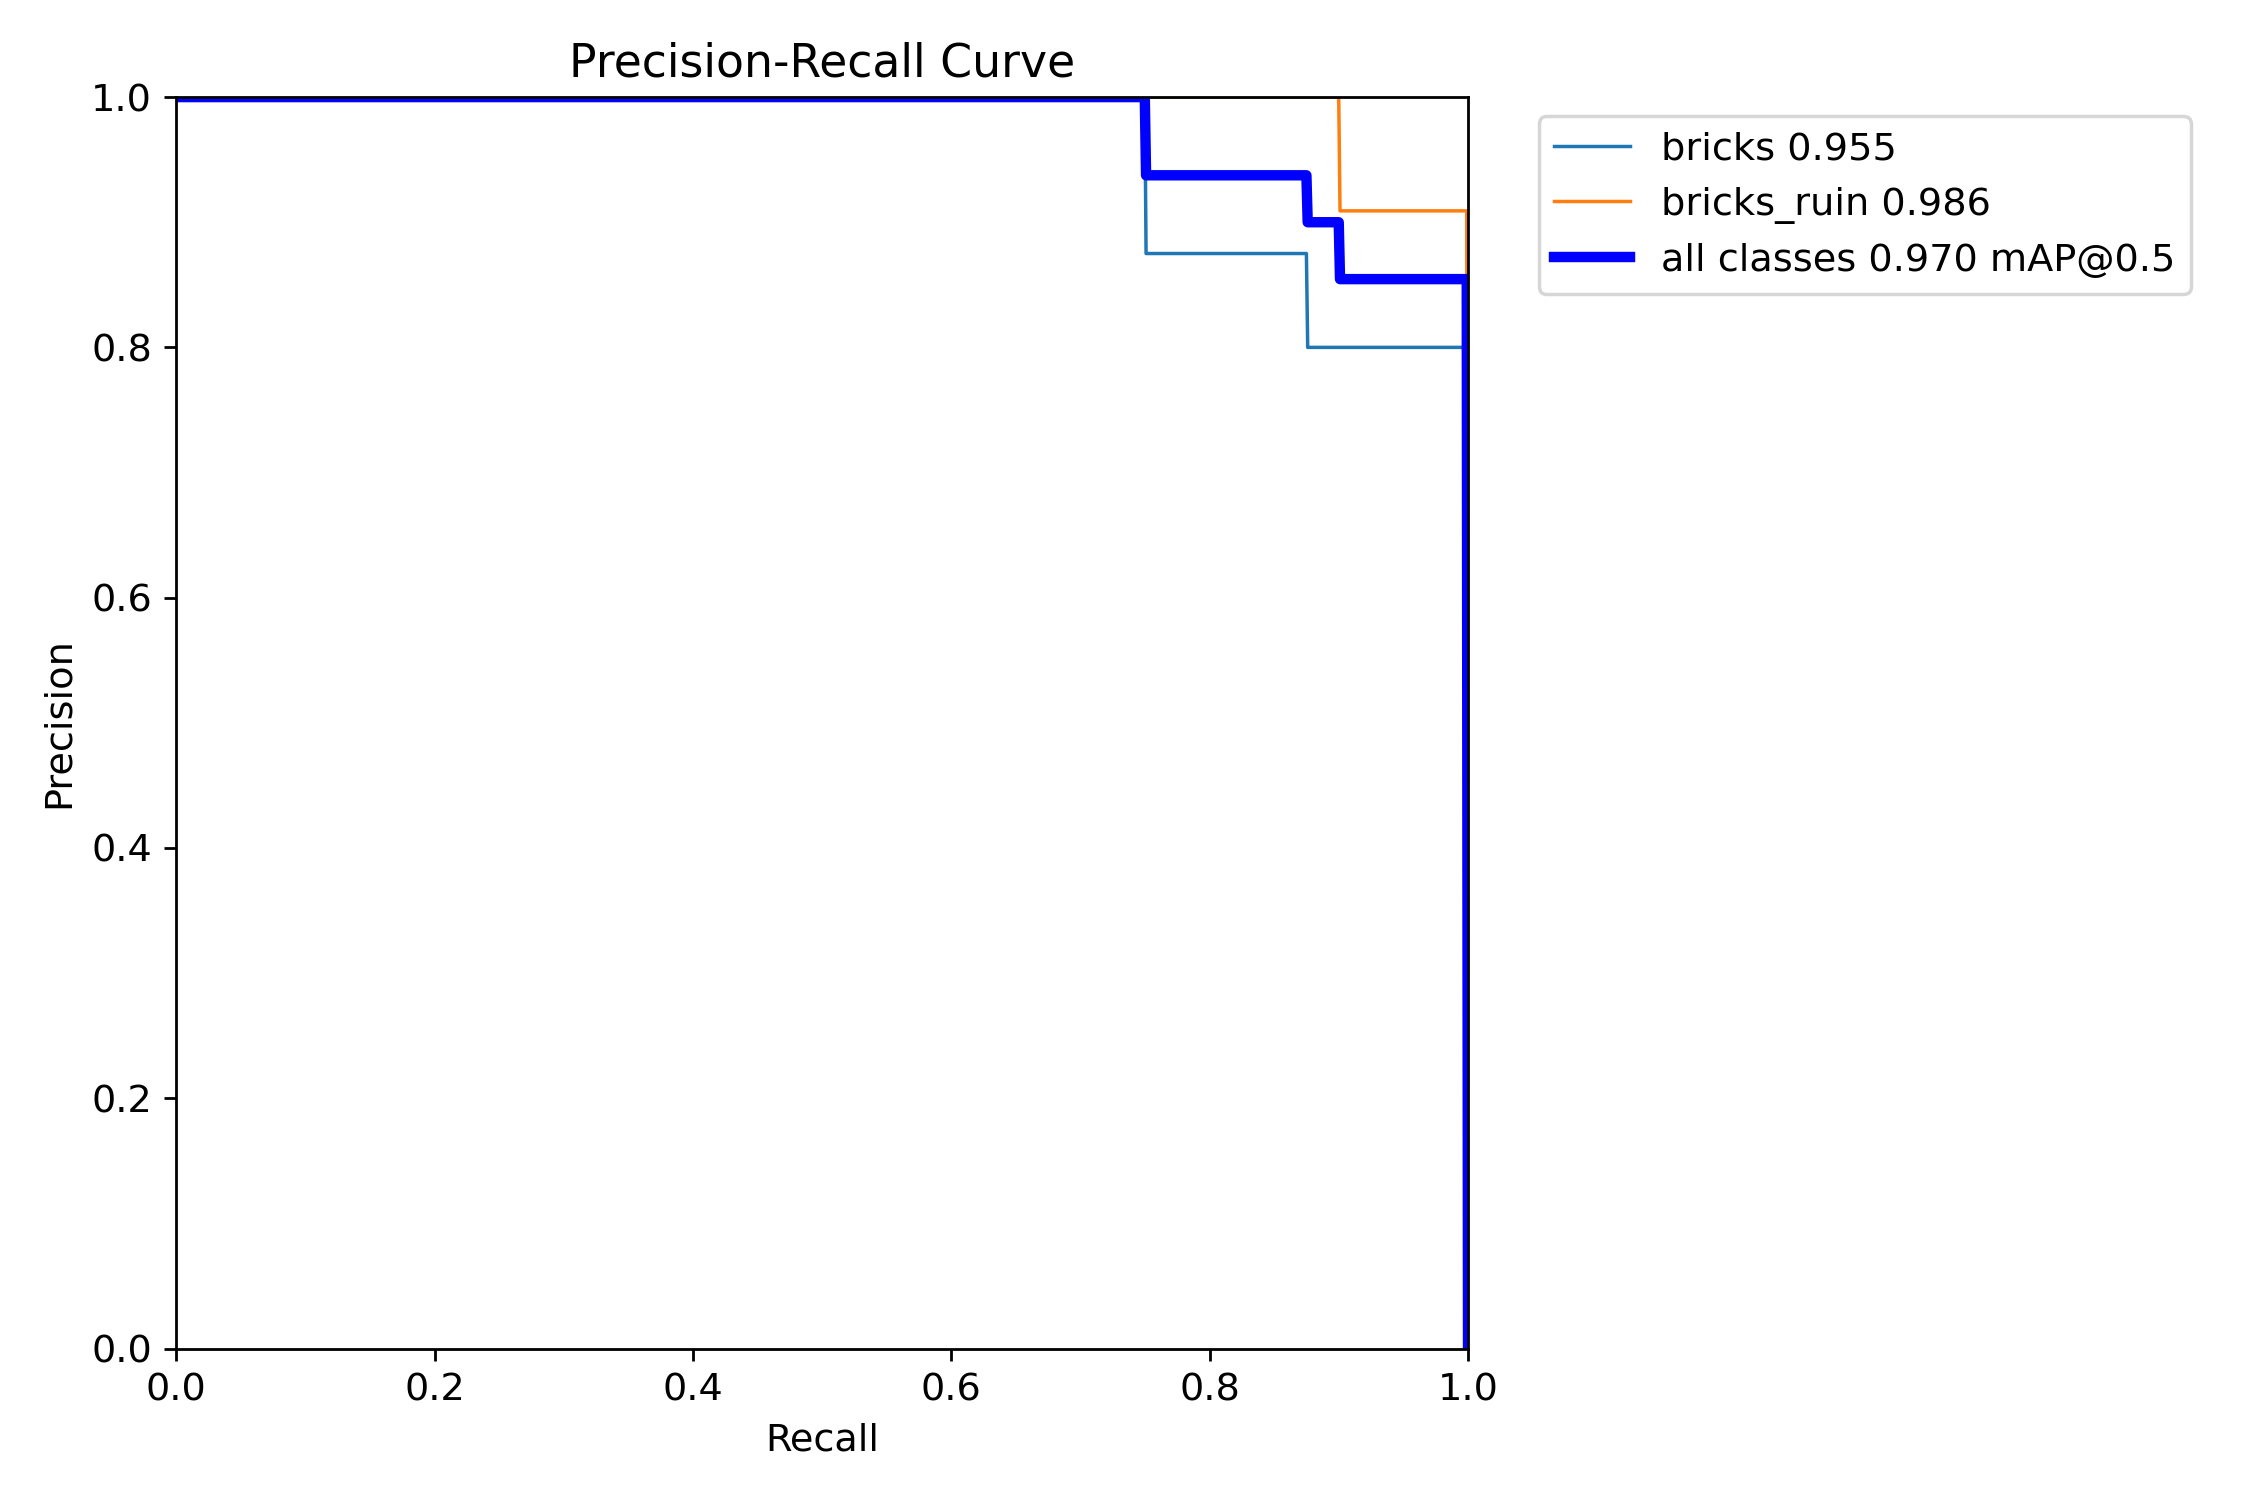 Precision-Recall Curve
1.0
0.8
0.6
0.4
0.2
0.0
Precision
0.0 0.2 0.4 0.6 0.8 1.0
Recall
bricks 0.955
bricks_ruin 0.986
all classes 0.970 mAP@0.5